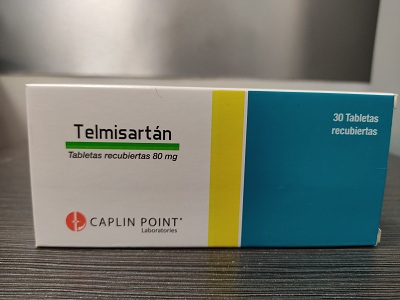 Telmisartán
Tabletas recubiertas 80 mg
30 Tabletas
recubiertas
CAPLIN POINT
Laboratories